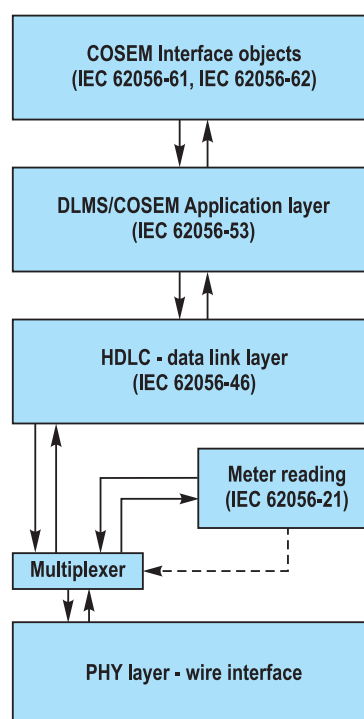 COSEM Interface objects
(IEC 62056-61, IEC 62056-62)
DLMS/COSEM Application layer
(IEC 62056-53)
HDLC - data link layer
(IEC 62056-46)
Meter reading
(IEC 62056-21)
Multiplexer
PHY layer - wire interface